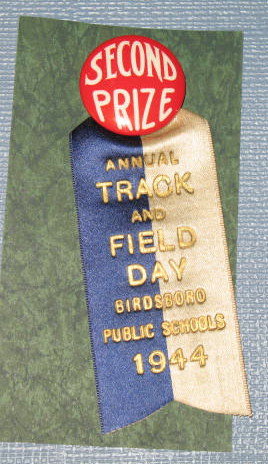 SECOND
PRIZE
ANNUAL
TRACK
AND
FIELD
DAY
BIRDSBORO
PUBLIC SCHOOLS
1944